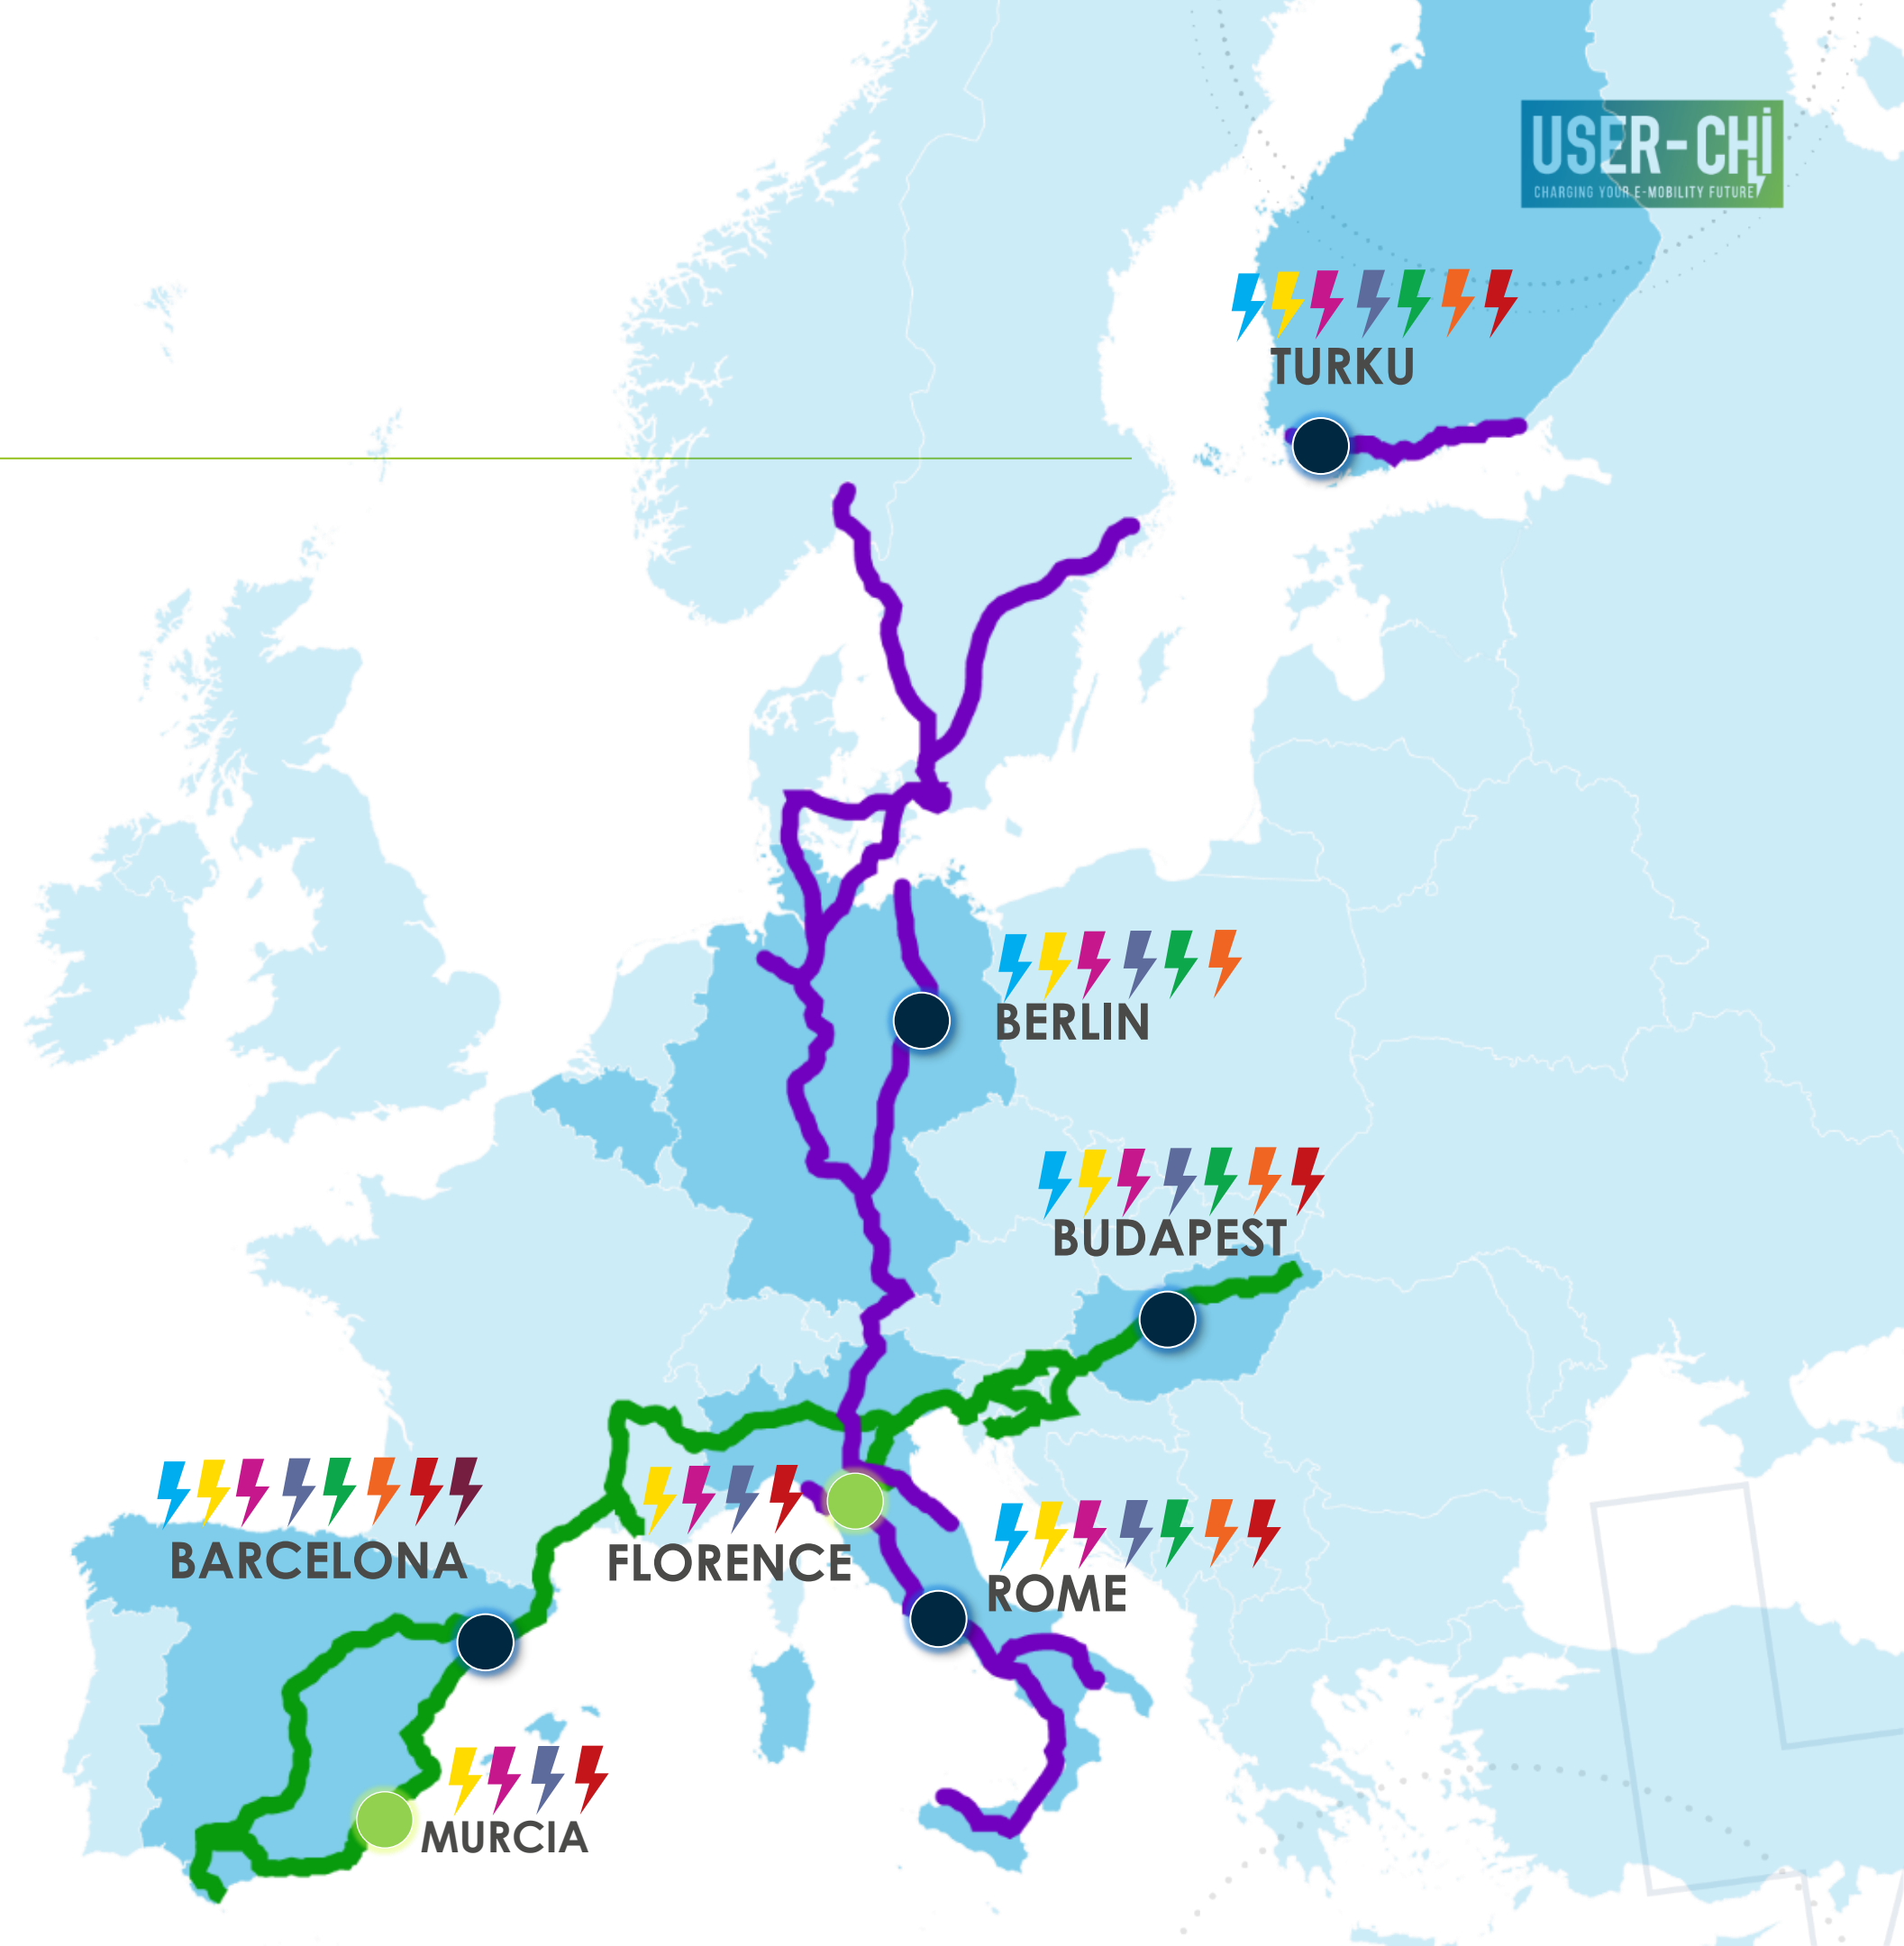 USER-CHi
CHARGING YOUR E-MOBILITY FUTURE
TURKU
BERLIN
BUDAPEST
BARCELONA
FLORENCE
ROME
MURCIA